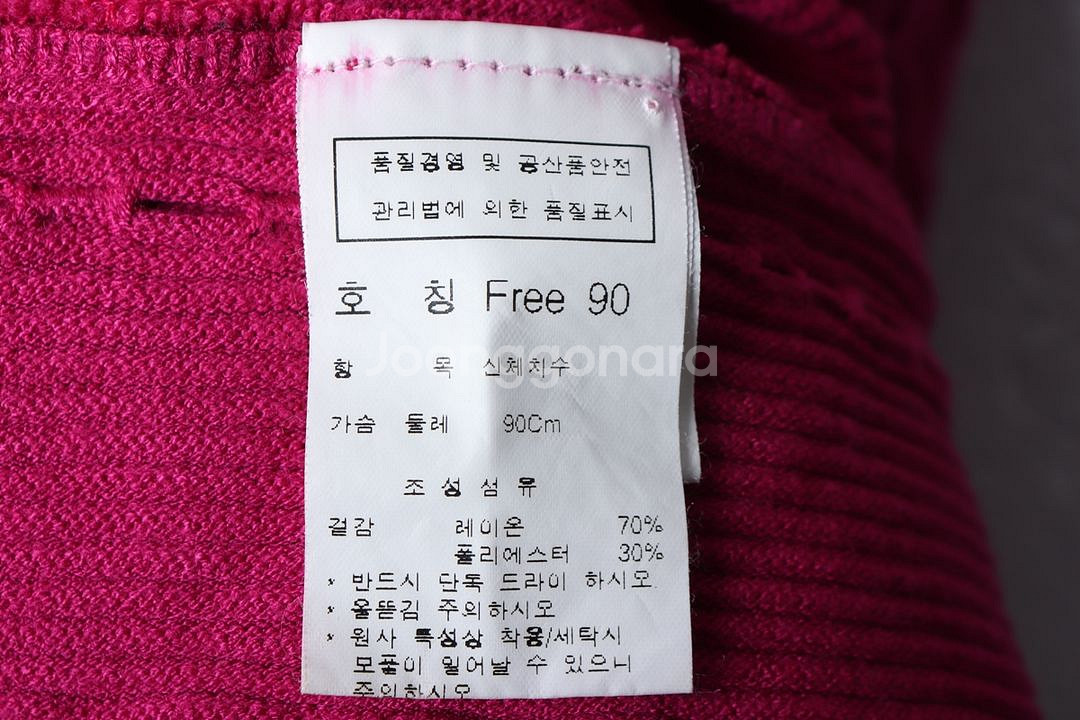 품질경영 및 공산품안전
관리법에 의한 품질표시
호 칭 Free 90
항 목 신체치수
Joonggonara
가슴 둘레 90Cm
조 성 섬 유
겉감 레이온 70%
폴리에스터 30%
* 반드시 단독 드라이 하시오.
* 올뜯김 주의하시오
* 원사 특성상 착용/세탁시
모풀이 일어날 수 있으니
주의하시오